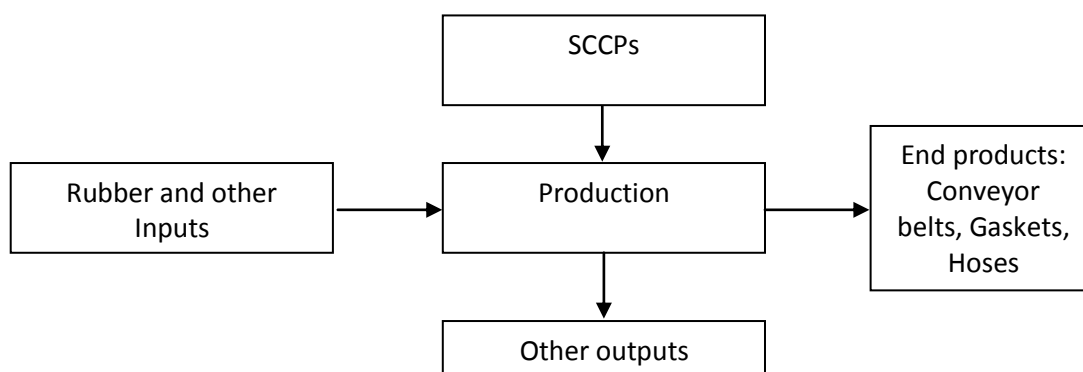 SCCPs
Rubber and other
Inputs
Production
End products:
Conveyor
belts, Gaskets,
Hoses
Other outputs